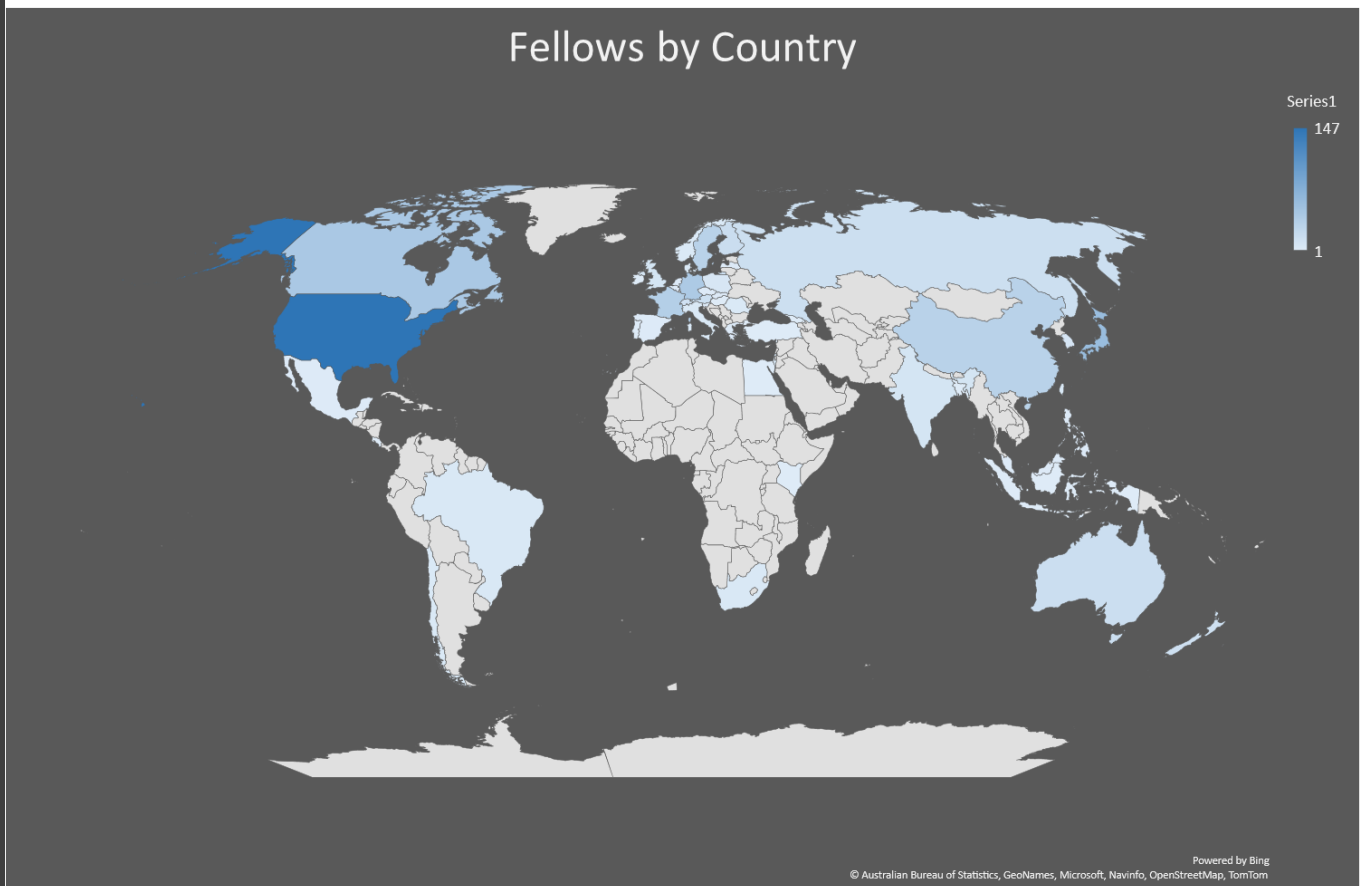 Fellows by Country
Series1
147
1
Powered by Bing
© Australian Bureau of Statistics, GeoNames, Microsoft, Navinfo, OpenStreetMap, TomTom